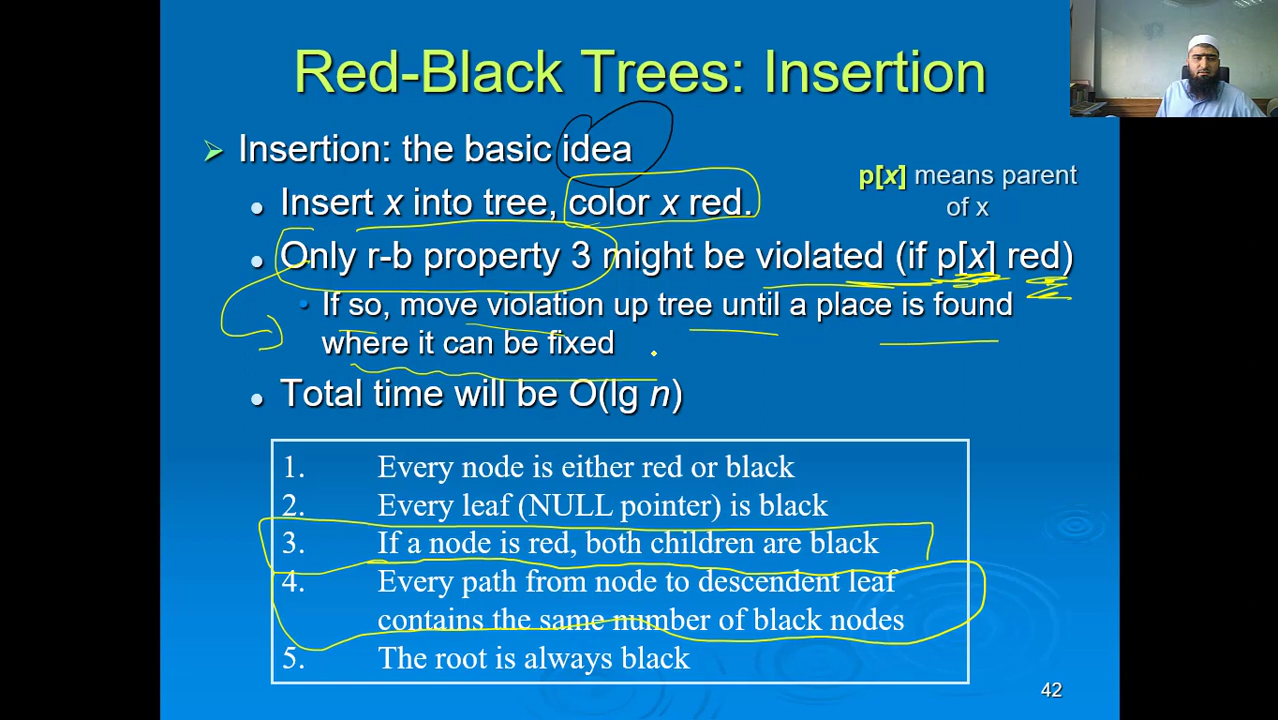 Red-Black Trees: Insertion
Insertion: the basic idea
Insert x into tree, color x red.
Only r-b property 3 might be violated (if p[x] red)
If so, move violation up tree until a place is found
where it can be fixed
Total time will be O(lg n)
p[x] means parent
of x
1. Every node is either red or black
2. Every leaf (NULL pointer) is black
3. If a node is red, both children are black
4. Every path from node to descendent leaf
contains the same number of black nodes
5. The root is always black
42